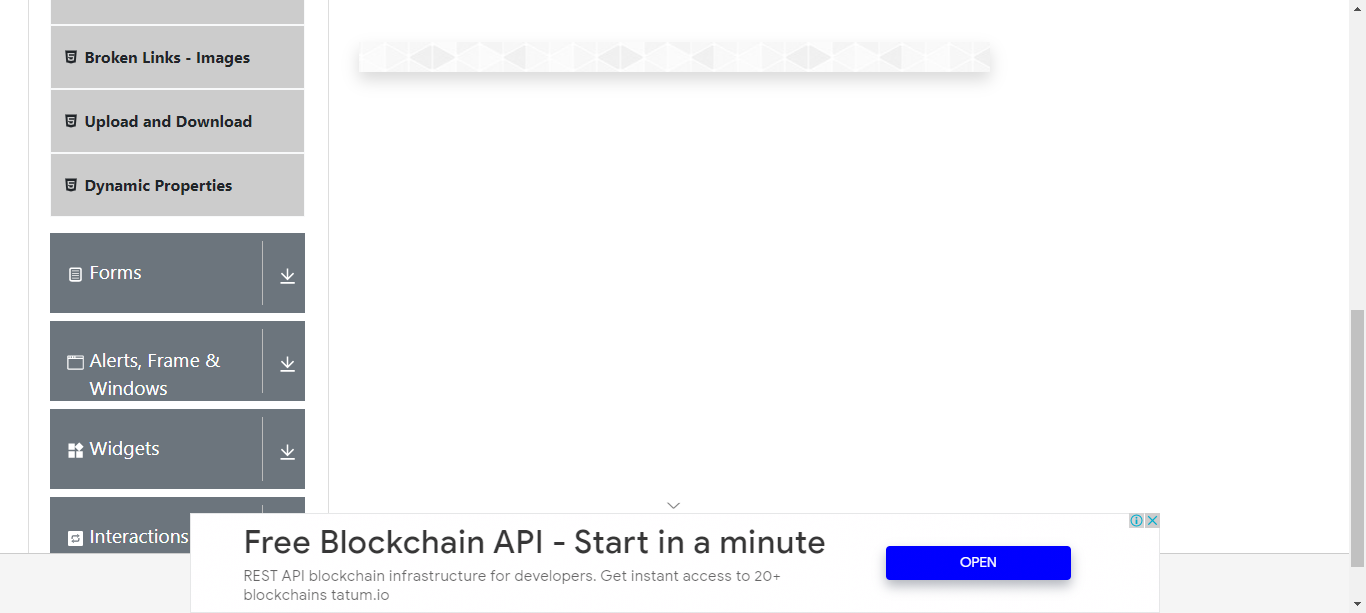 Broken Links - Images
Upload and Download
Dynamic Properties
Forms
Alerts, Frame &
Windows
Widgets
Interactions
Free Blockchain API - Start in a minute
REST API blockchain infrastructure for developers. Get instant access to 20+
blockchains tatum.io
OPEN